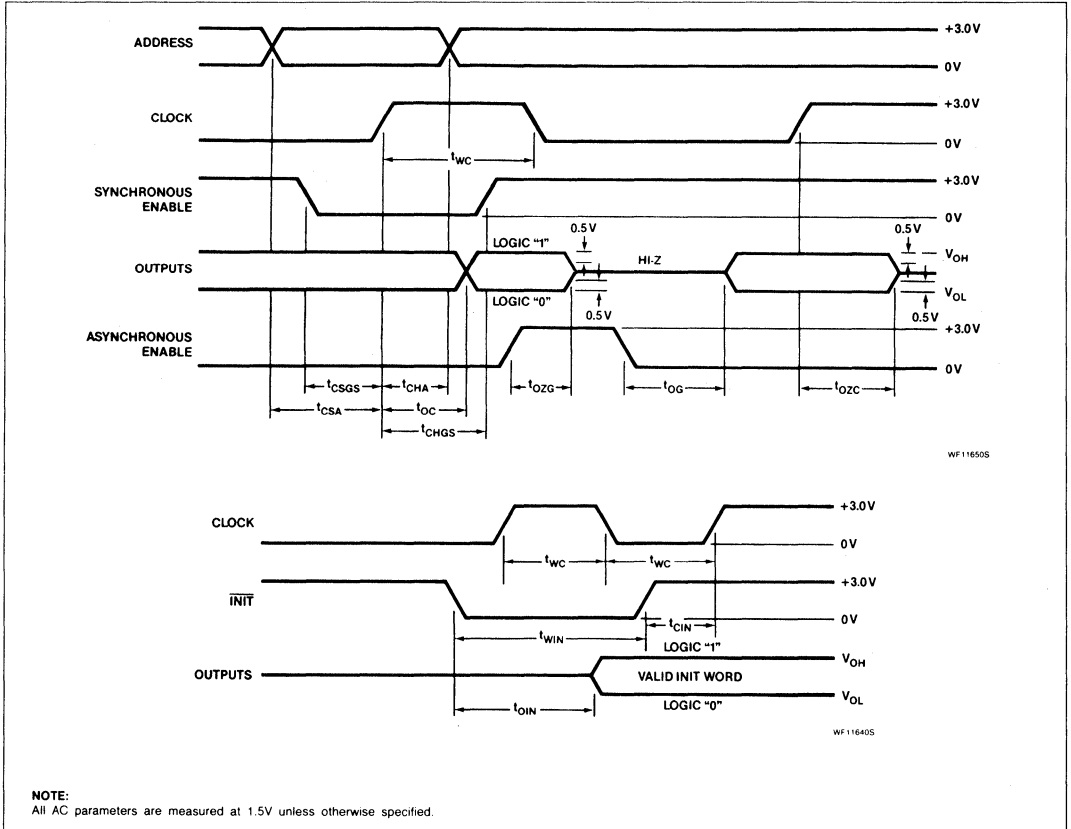 ADDRESS
+3.0V
0V
CLOCK
+3.0V
0V
tWC
SYNCHRONOUS
ENABLE
+3.0V
0V
0.5V
0.5V
OUTPUTS
LOGIC "1"
HI-Z
VOH
LOGIC "0"
VOL
0.5V
0.5V
ASYNCHRONOUS
ENABLE
+3.0V
0V
tCSGS
tCHA
tOZG
tOG
tOZC
tCSA
tOC
tCHGS
WF11650S
CLOCK
+3.0V
0V
tWC
tWC
INIT
+3.0V
0V
tWIN
tCIN
OUTPUTS
LOGIC "1"
VOH
VALID INIT WORD
VOL
LOGIC "0"
tOIN
WF11640S
NOTE:
All AC parameters are measured at 1.5V unless otherwise specified.